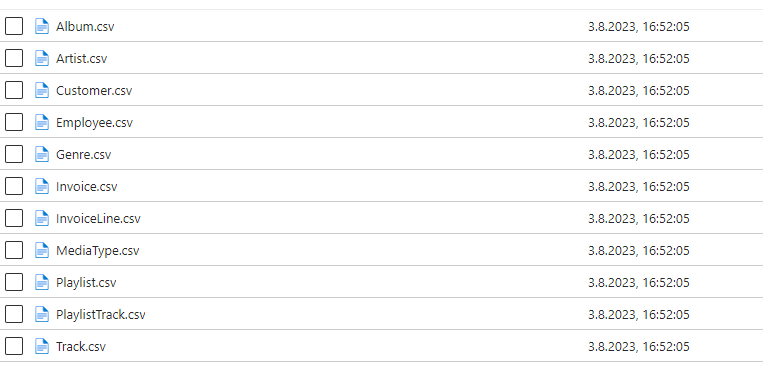 Album.csv 3.8.2023, 16:52:05
Artist.csv 3.8.2023, 16:52:05
Customer.csv 3.8.2023, 16:52:05
Employee.csv 3.8.2023, 16:52:05
Genre.csv 3.8.2023, 16:52:05
Invoice.csv 3.8.2023, 16:52:05
InvoiceLine.csv 3.8.2023, 16:52:05
MediaType.csv 3.8.2023, 16:52:05
Playlist.csv 3.8.2023, 16:52:05
PlaylistTrack.csv 3.8.2023, 16:52:05
Track.csv 3.8.2023, 16:52:05